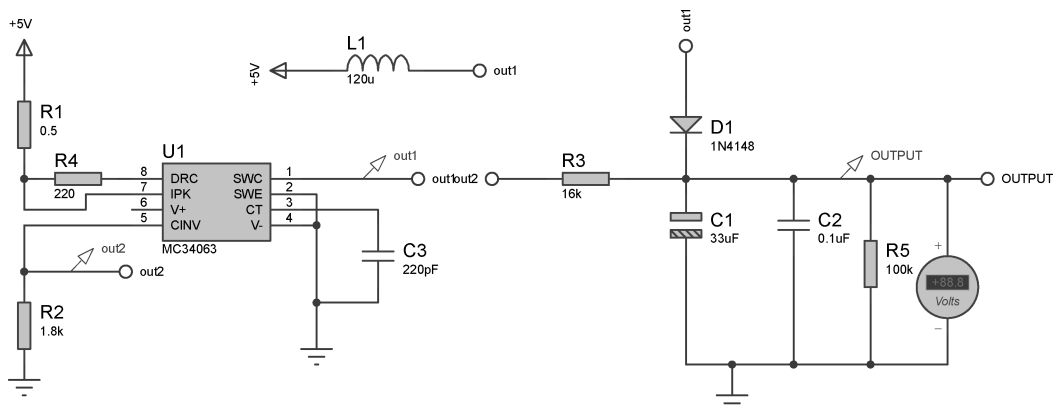 +5V
R1
0.5
L1
120u
+5V
out1
out1
D1
1N4148
U1
MC34063
R4
220
8
7
6
5
DRC
IPK
V+
CINV
SWC
SWE
CT
V-
1
2
3
4
out1
out1
out2
R3
16k
OUTPUT
OUTPUT
out2
out2
R2
1.8k
C3
220pF
C1
33uF
C2
0.1uF
R5
100k
+
+88.8
Volts
−